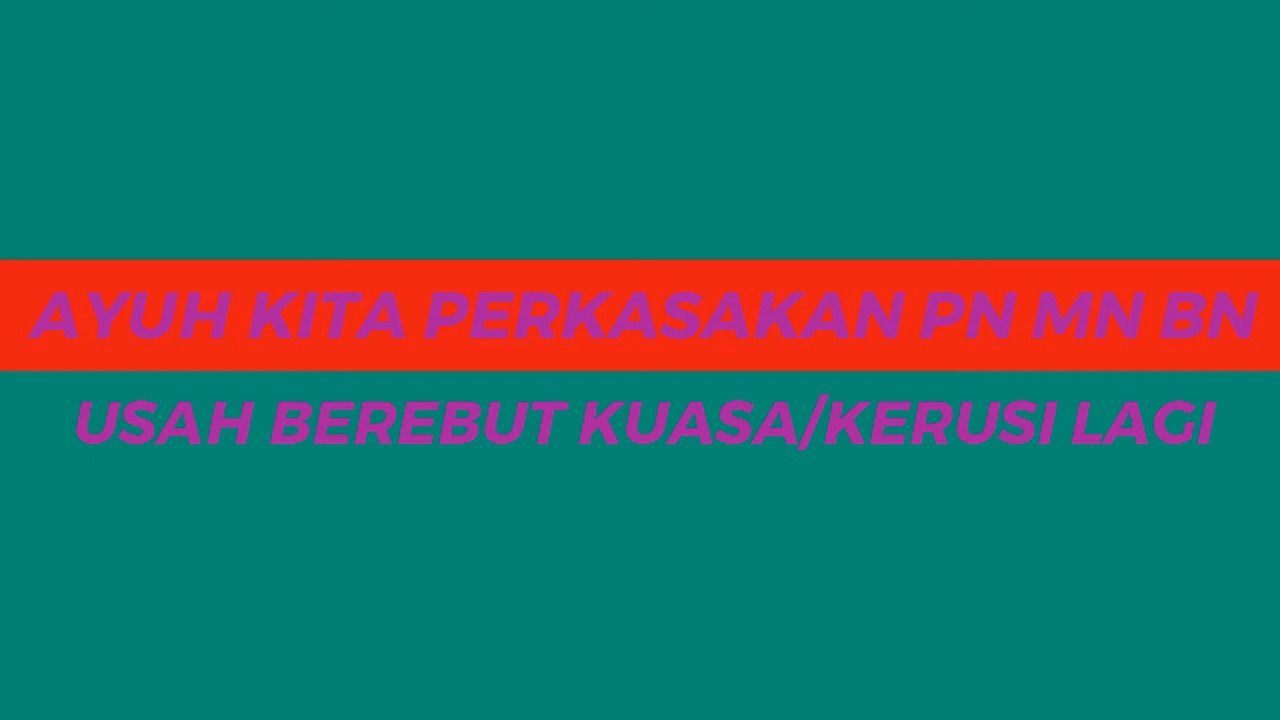 AYUH KITA PERKASAKAN PN MN BN
USAH BEREBUT KUASA/KERUSI LAGI